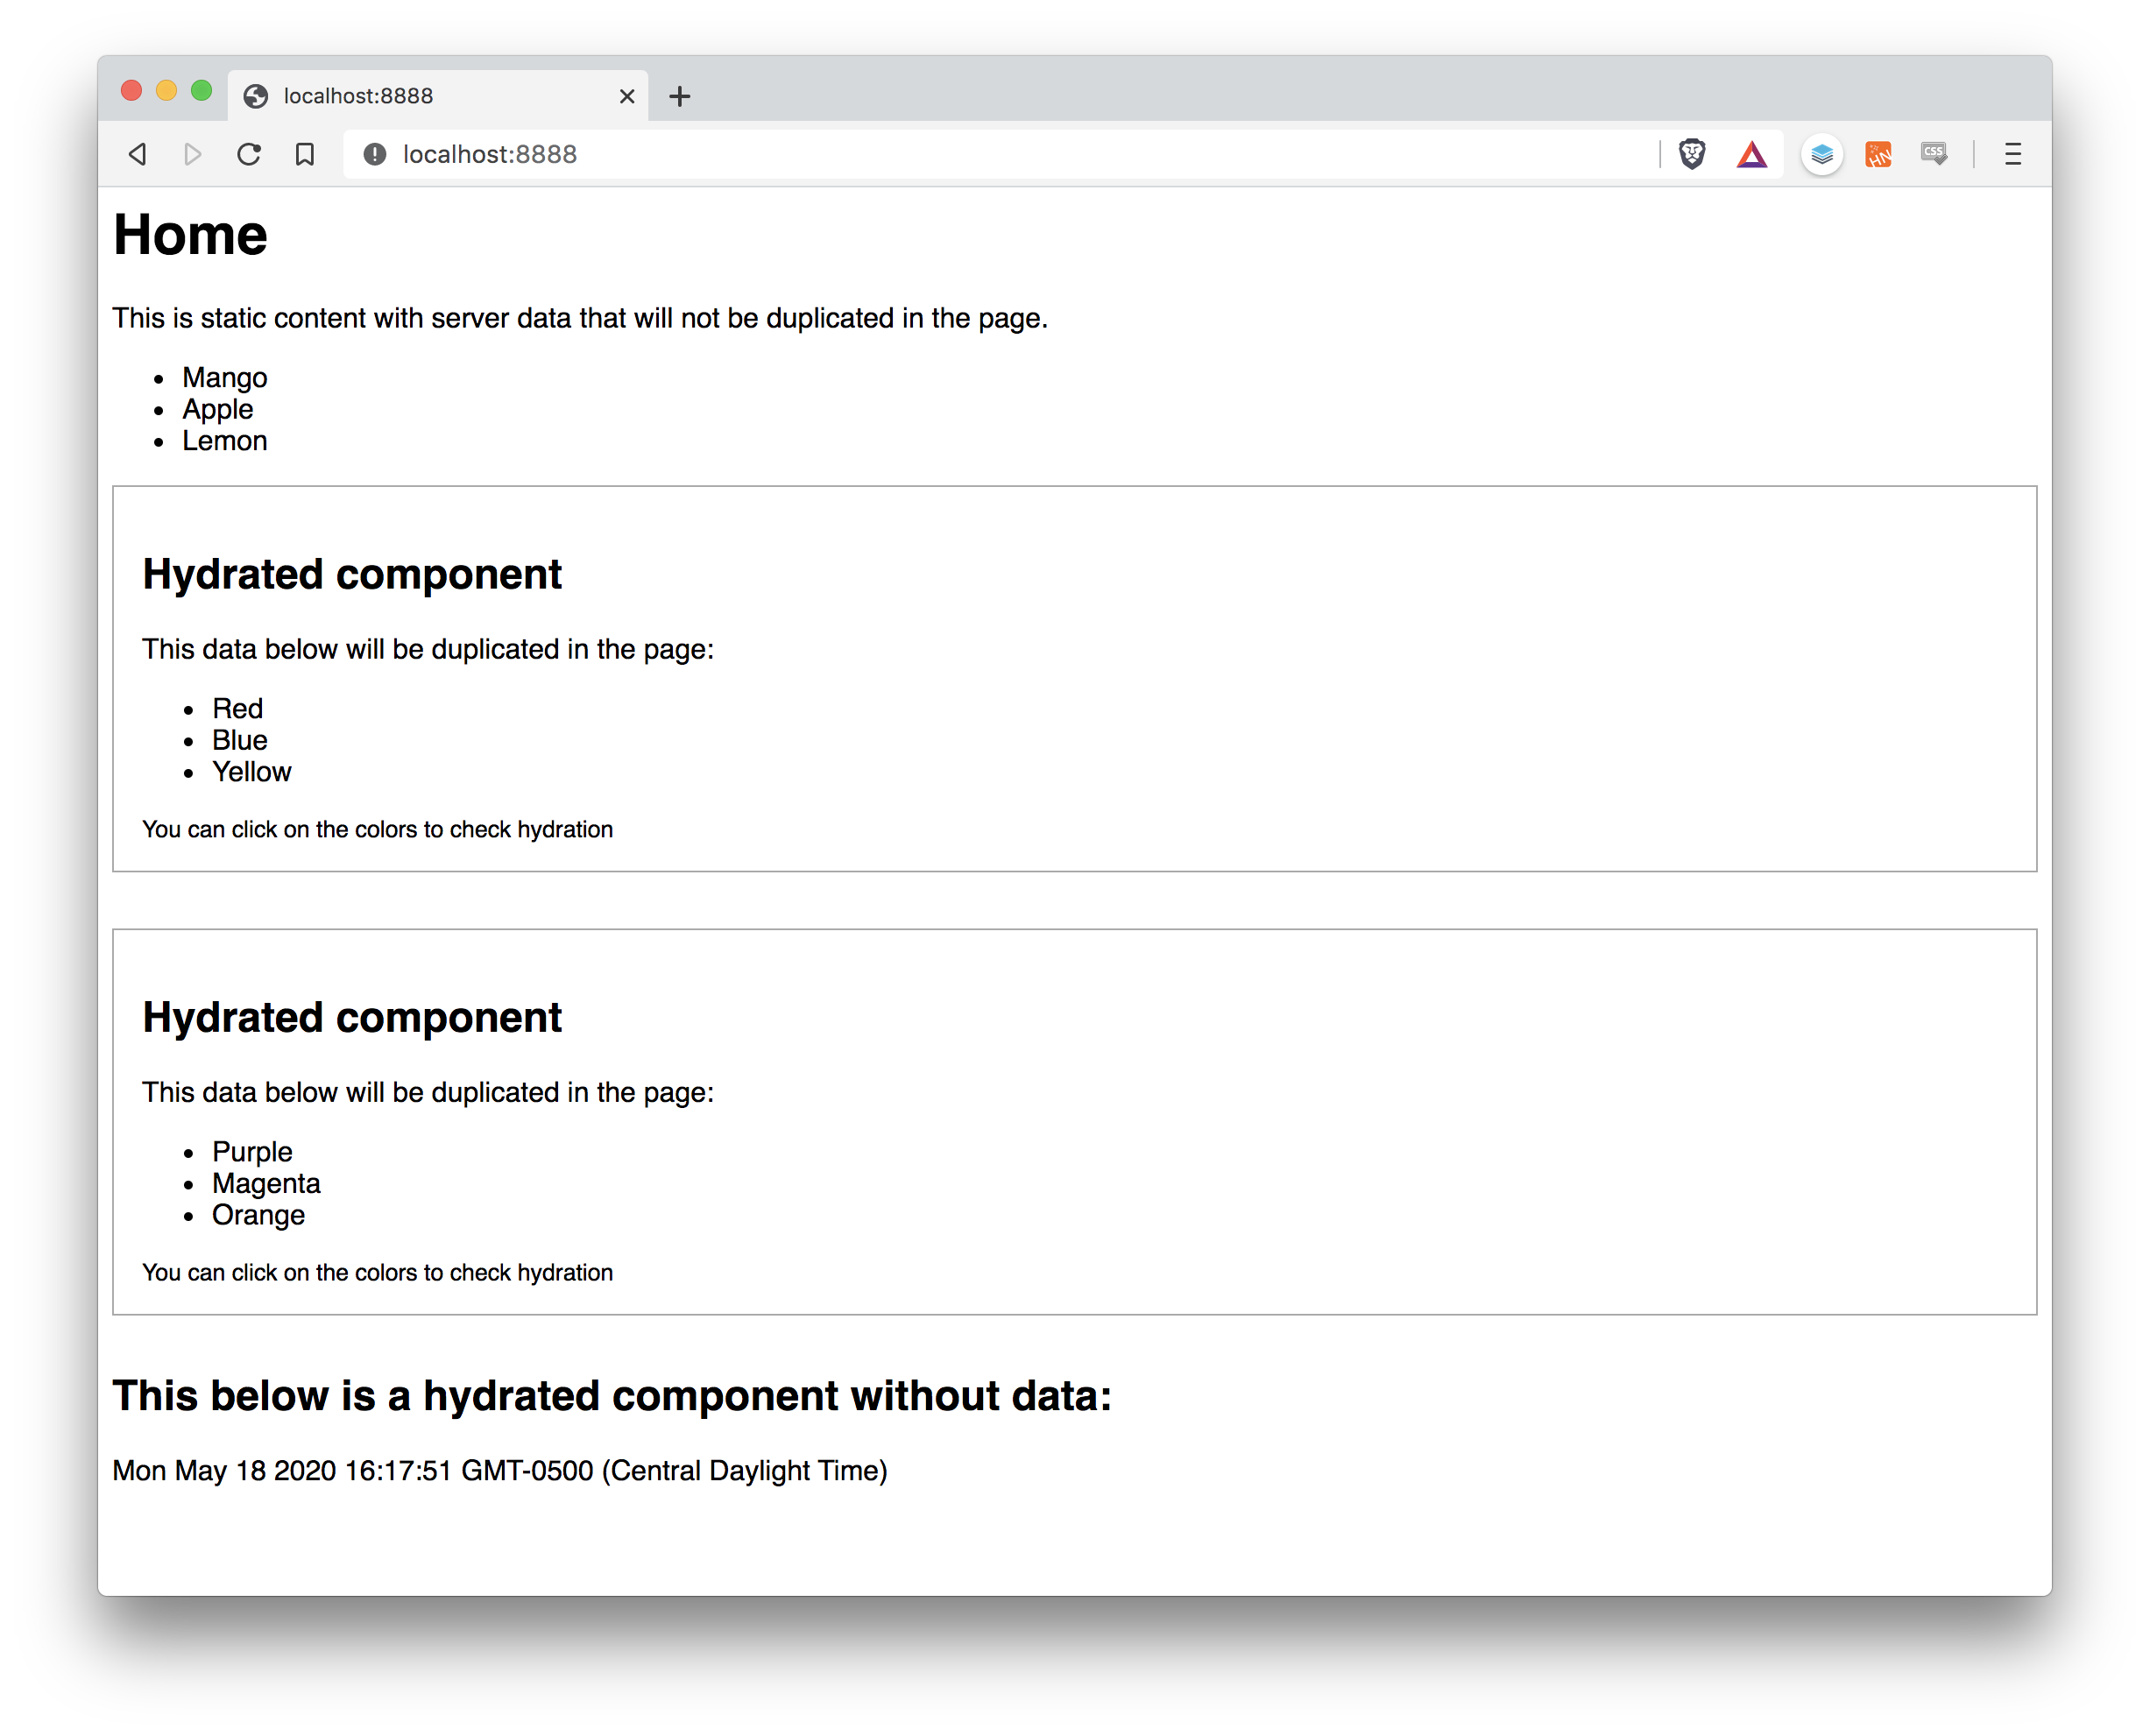 localhost:8888
localhost:8888
HN
CSS
Home
This is static content with server data that will not be duplicated in the page.
Mango
Apple
Lemon
Hydrated component
This data below will be duplicated in the page:
Red
Blue
Yellow
You can click on the colors to check hydration
Hydrated component
This data below will be duplicated in the page:
Purple
Magenta
Orange
You can click on the colors to check hydration
This below is a hydrated component without data:
Mon May 18 2020 16:17:51 GMT-0500 (Central Daylight Time)